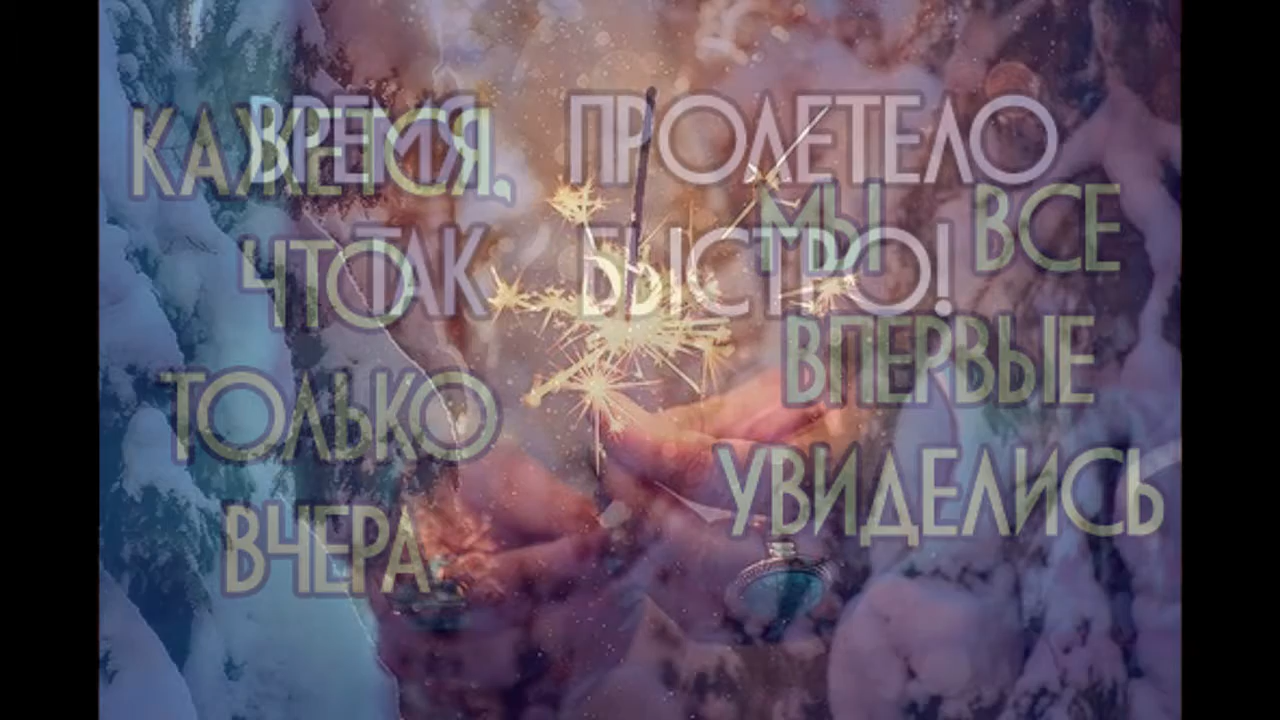 ВРЕМЯ ПРОЛЕТЕЛО
ТАК БЫСТРО!
КАЖЕТСЯ,
ЧТО
ТОЛЬКО
ВЧЕРА
МЫ ВСЕ
ВПЕРВЫЕ
УВИДЕЛИСЬ